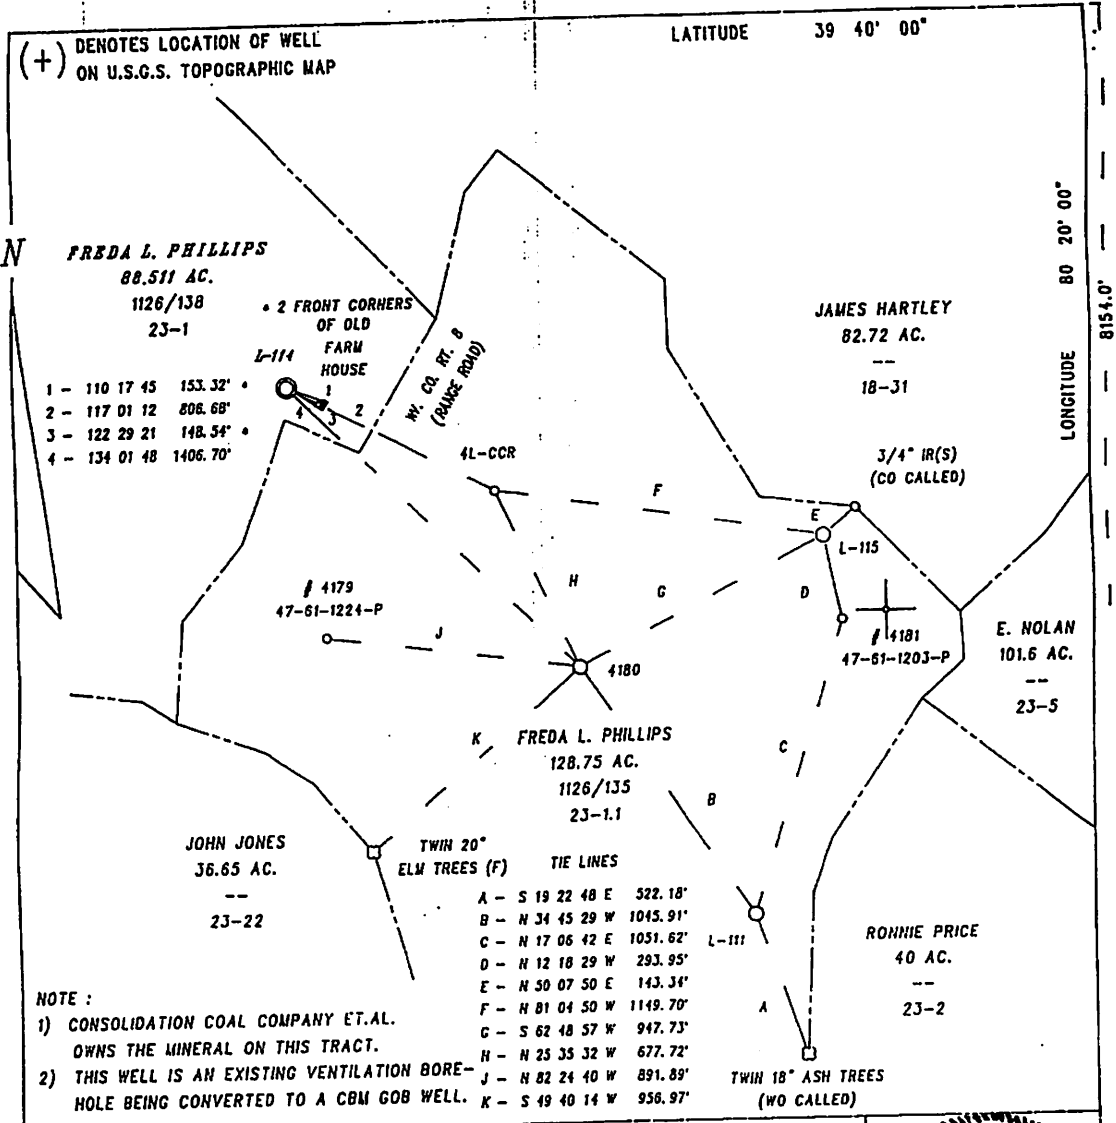 (+) DENOTES LOCATION OF WELL
ON U.S.G.S. TOPOGRAPHIC MAP
LATITUDE 39 40' 00"
LONGITUDE 80 20' 00"
8154.0'
N
FREDA L. PHILLIPS
88.511 AC.
1126/138
23-1
* 2 FRONT CORNERS
OF OLD
FARM
HOUSE
L-114
1 - 110 17 45 153.32' *
2 - 117 01 12 806.68'
3 - 122 29 21 148.54' *
4 - 134 01 48 1406.70'
1
2
3
4
WV. CO. RT. 8
(RANGE ROAD)
JAMES HARTLEY
82.72 AC.
--
18-31
3/4" IR(S)
(CO CALLED)
4L-CCR
F
E
L-115
H
G
D
# 4179
47-61-1224-P
J
4180
# 4181
47-61-1203-P
E. NOLAN
101.6 AC.
--
23-5
K
FREDA L. PHILLIPS
128.75 AC.
1126/135
23-1.1
C
B
JOHN JONES
36.65 AC.
--
23-22
TWIN 20"
ELM TREES (F)
TIE LINES
A - S 19 22 48 E 522.18'
B - N 34 45 29 W 1045.91'
C - N 17 06 42 E 1051.62'
D - N 12 18 29 W 293.95'
E - N 50 07 50 E 143.34'
F - N 81 04 50 W 1149.70'
G - S 62 48 57 W 947.73'
H - N 25 35 32 W 677.72'
J - N 82 24 40 W 891.89'
K - S 49 40 14 W 956.97'
L-111
A
RONNIE PRICE
40 AC.
--
23-2
TWIN 18" ASH TREES
(WO CALLED)
NOTE :
1) CONSOLIDATION COAL COMPANY ET.AL.
OWNS THE MINERAL ON THIS TRACT.
2) THIS WELL IS AN EXISTING VENTILATION BORE-
HOLE BEING CONVERTED TO A CBM GOB WELL.